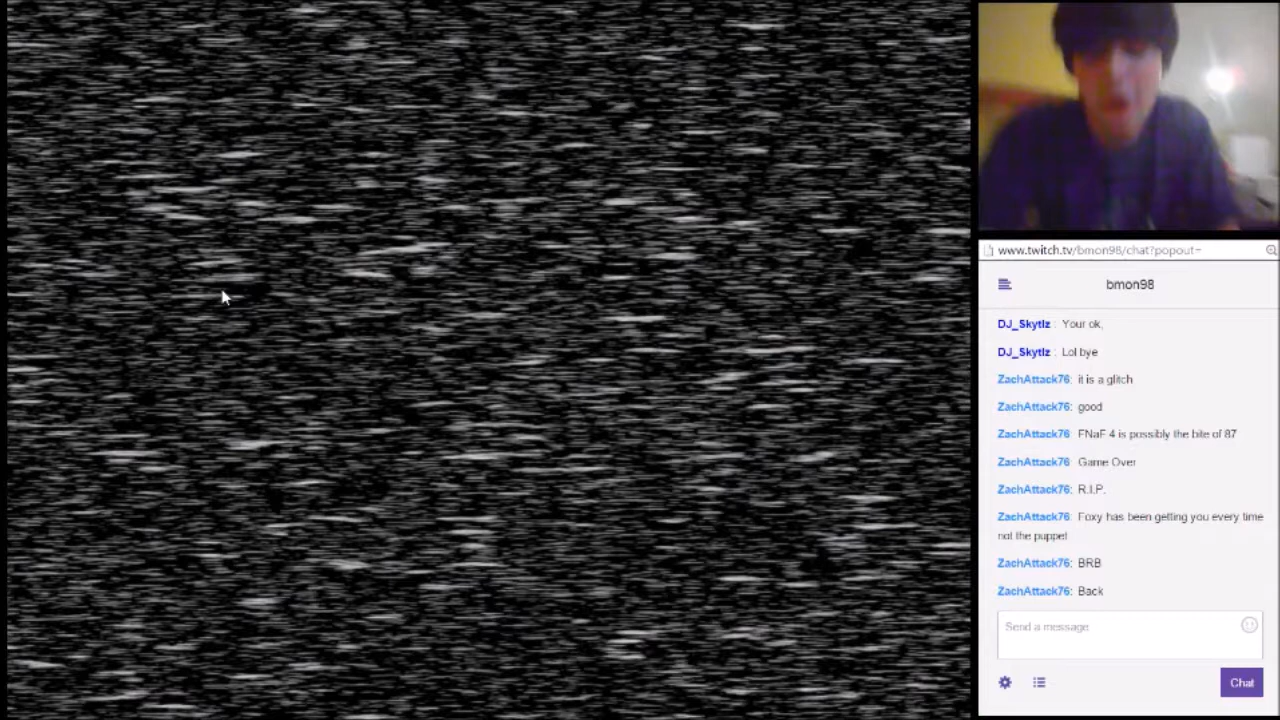 www.twitch.tv/bmon98/chat?popout=
bmon98
DJ_Skytlz : Your ok,
DJ_Skytlz : Lol bye
ZachAttack76: it is a glitch
ZachAttack76: good
ZachAttack76: FNaF 4 is possibly the bite of 87
ZachAttack76: Game Over
ZachAttack76: R.I.P.
ZachAttack76: Foxy has been getting you every time
not the puppet
ZachAttack76: BRB
ZachAttack76: Back
Send a message
Chat